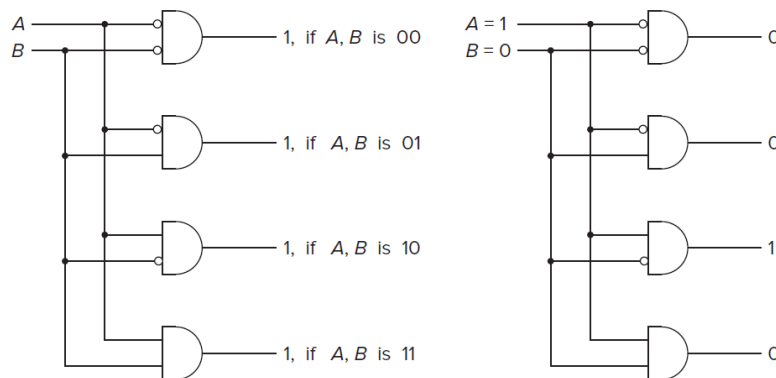 A
B
1, if A, B is 00
1, if A, B is 01
1, if A, B is 10
1, if A, B is 11
A = 1
B = 0
0
0
1
0